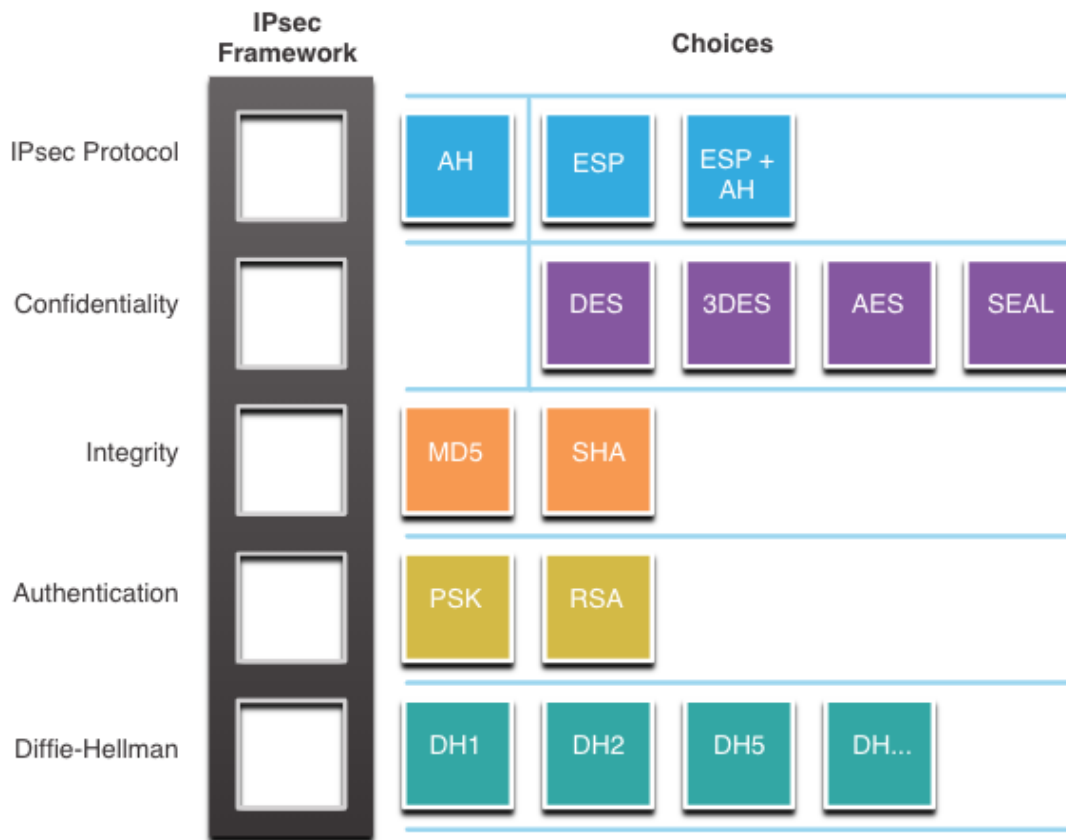 IPsec
Framework
Choices
IPsec Protocol
AH
ESP
ESP +
AH
Confidentiality
DES
3DES
AES
SEAL
Integrity
MD5
SHA
Authentication
PSK
RSA
Diffie-Hellman
DH1
DH2
DH5
DH...